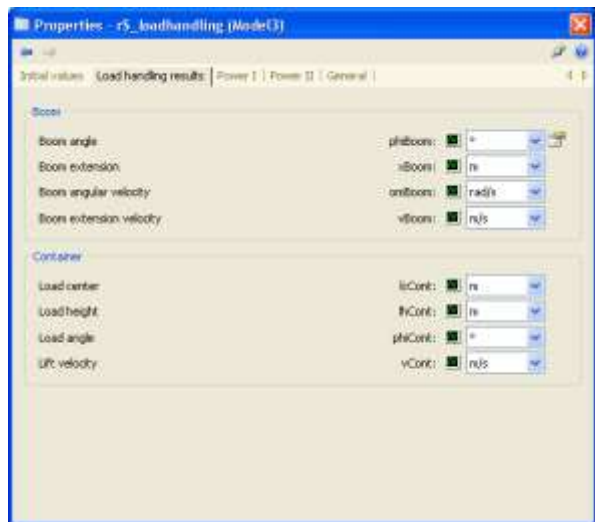 Properties - rS_loadhandling (Model3)
Initial values Load handling results Power I Power II General
Boom
Boom angle phiBoom: °
Boom extension xBoom: m
Boom angular velocity omBoom: rad/s
Boom extension velocity vBoom: m/s
Container
Load center lcCont: m
Load height lhCont: m
Load angle phiCont: °
Lift velocity vCont: m/s